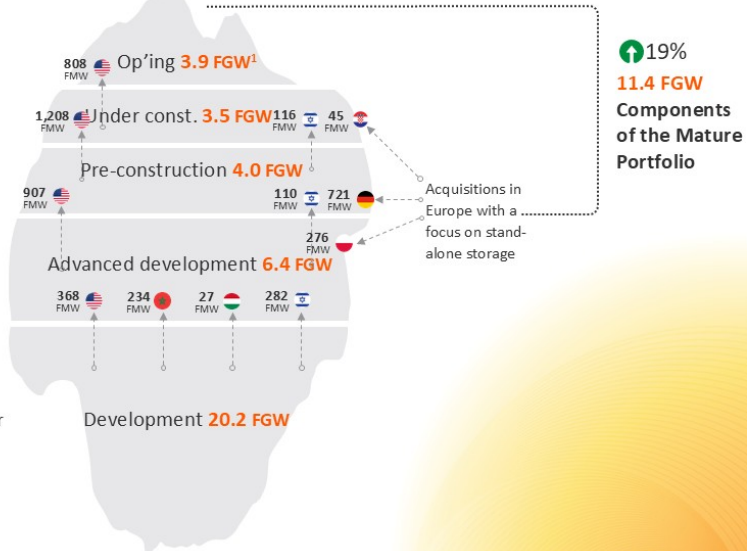 808
FMW
Op'ing 3.9 FGW1
1,208
FMW
Under const. 3.5 FGW
116
FMW
45
FMW
Pre-construction 4.0 FGW
907
FMW
110
FMW
721
FMW
276
FMW
Advanced development 6.4 FGW
368
FMW
234
FMW
27
FMW
282
FMW
Development 20.2 FGW
Acquisitions in
Europe with a
focus on stand-
alone storage
19%
11.4 FGW
Components
of the Mature
Portfolio